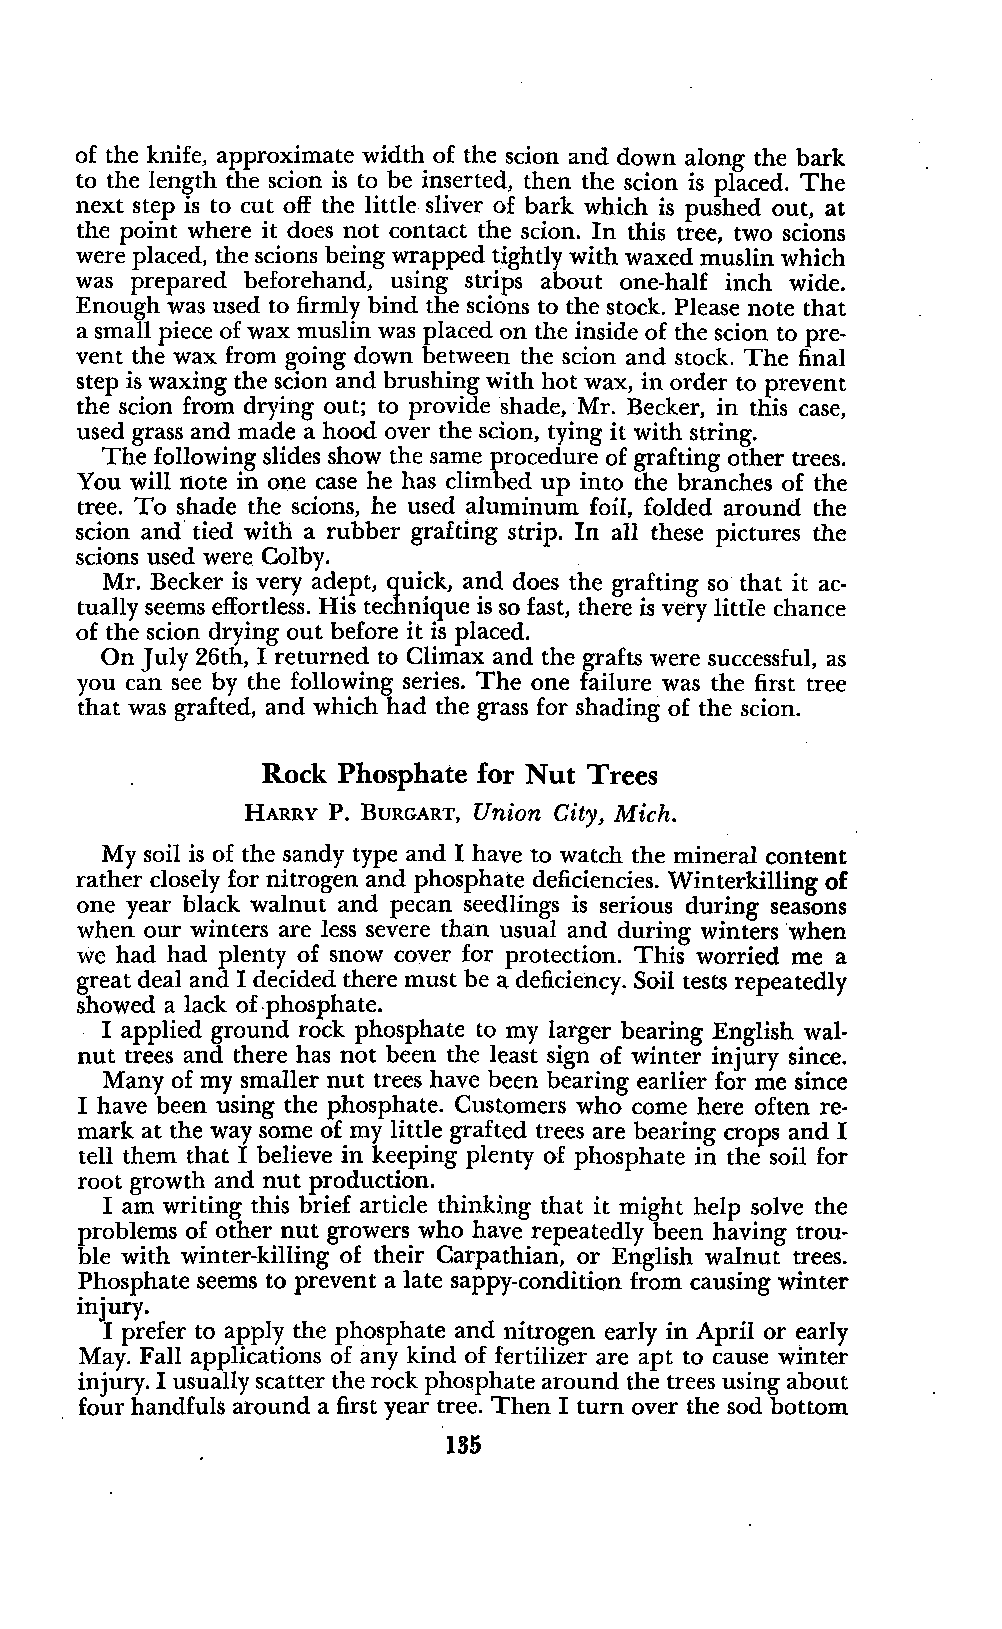 of the knife, approximate width of the scion and down along the bark
to the length the scion is to be inserted, then the scion is placed. The
next step is to cut off the little sliver of bark which is pushed out, at
the point where it does not contact the scion. In this tree, two scions
were placed, the scions being wrapped tightly with waxed muslin which
was prepared beforehand, using strips about one-half inch wide.
Enough was used to firmly bind the scions to the stock. Please note that
a small piece of wax muslin was placed on the inside of the scion to pre-
vent the wax from going down between the scion and stock. The final
step is waxing the scion and brushing with hot wax, in order to prevent
the scion from drying out; to provide shade, Mr. Becker, in this case,
used grass and made a hood over the scion, tying it with string.
The following slides show the same procedure of grafting other trees.
You will note in one case he has climbed up into the branches of the
tree. To shade the scions, he used aluminum foil, folded around the
scion and tied with a rubber grafting strip. In all these pictures the
scions used were Colby.
Mr. Becker is very adept, quick, and does the grafting so that it ac-
tually seems effortless. His technique is so fast, there is very little chance
of the scion drying out before it is placed.
On July 26th, I returned to Climax and the grafts were successful, as
you can see by the following series. The one failure was the first tree
that was grafted, and which had the grass for shading of the scion.
Rock Phosphate for Nut Trees
HARRY P. BURGART, Union City, Mich.
My soil is of the sandy type and I have to watch the mineral content
rather closely for nitrogen and phosphate deficiencies. Winterkilling of
one year black walnut and pecan seedlings is serious during seasons
when our winters are less severe than usual and during winters when
we had had plenty of snow cover for protection. This worried me a
great deal and I decided there must be a deficiency. Soil tests repeatedly
showed a lack of phosphate.
I applied ground rock phosphate to my larger bearing English wal-
nut trees and there has not been the least sign of winter injury since.
Many of my smaller nut trees have been bearing earlier for me since
I have been using the phosphate. Customers who come here often re-
mark at the way some of my little grafted trees are bearing crops and I
tell them that I believe in keeping plenty of phosphate in the soil for
root growth and nut production.
I am writing this brief article thinking that it might help solve the
problems of other nut growers who have repeatedly been having trou-
ble with winter-killing of their Carpathian, or English walnut trees.
Phosphate seems to prevent a late sappy-condition from causing winter
injury.
I prefer to apply the phosphate and nitrogen early in April or early
May. Fall applications of any kind of fertilizer are apt to cause winter
injury. I usually scatter the rock phosphate around the trees using about
four handfuls around a first year tree. Then I turn over the sod bottom
135